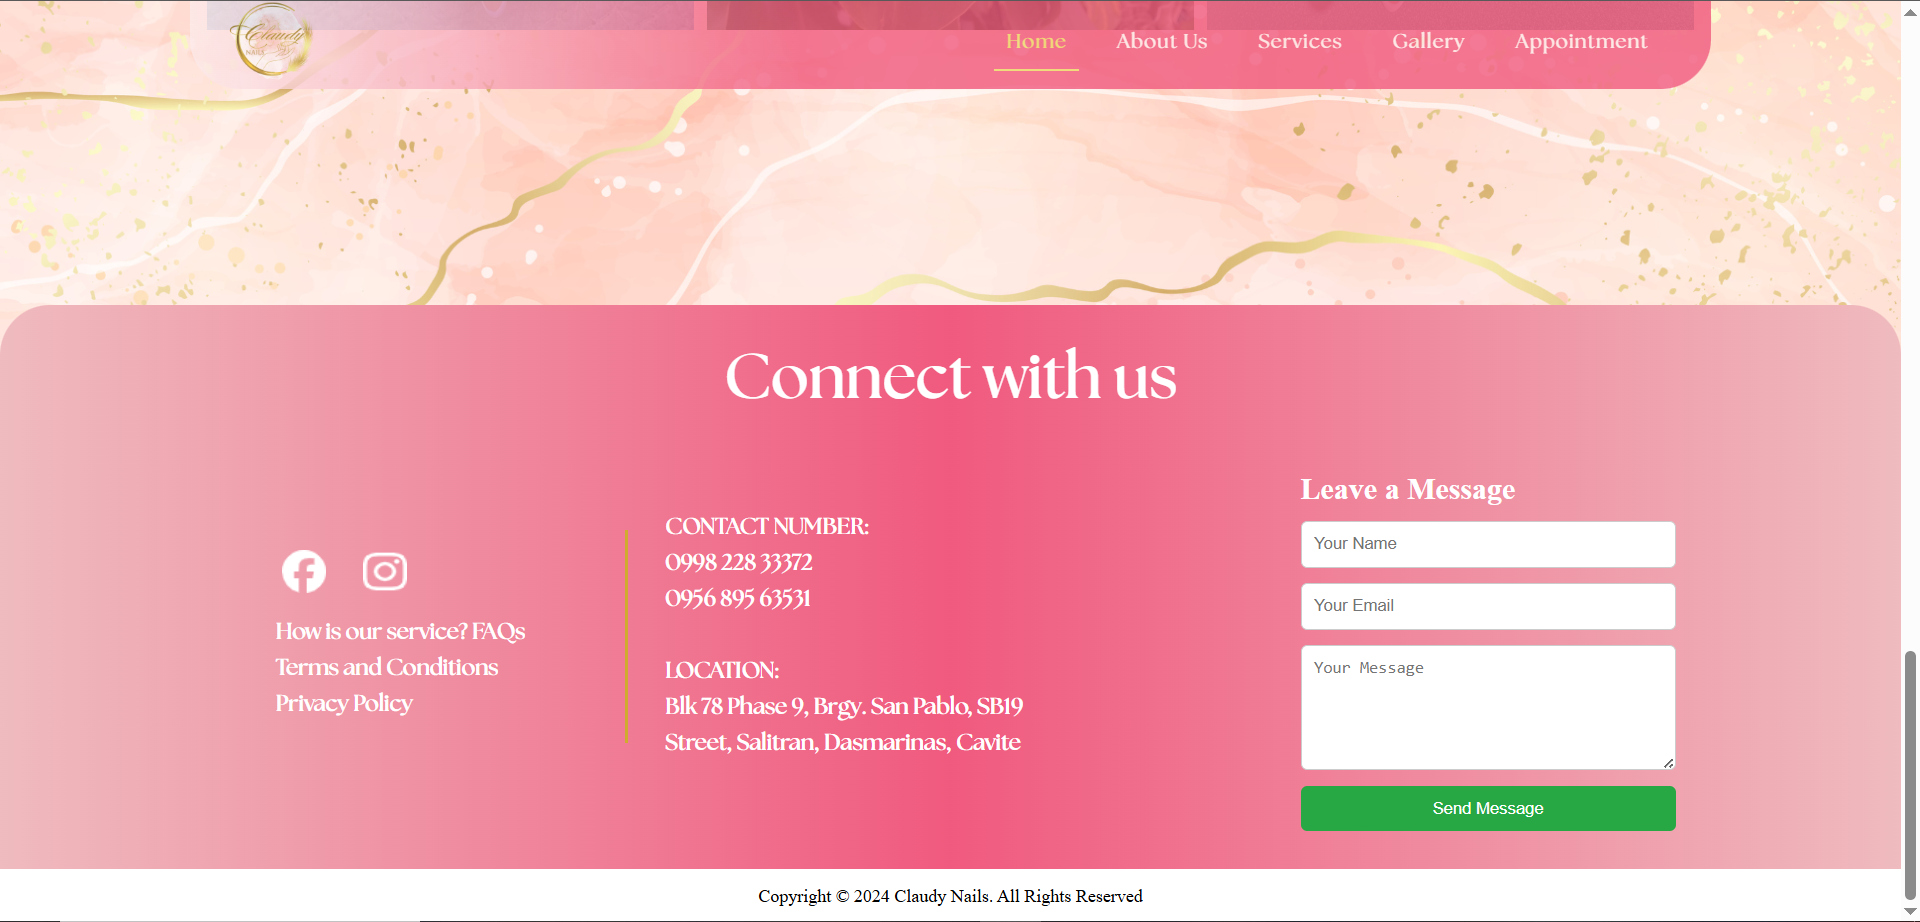 Claudy
NAILS
Home
About Us
Services
Gallery
Appointment
Connect with us
How is our service? FAQs
Terms and Conditions
Privacy Policy
CONTACT NUMBER:
0998 228 33372
0956 895 63531
LOCATION:
Blk 78 Phase 9, Brgy. San Pablo, SB19
Street, Salitran, Dasmarinas, Cavite
Leave a Message
Your Name
Your Email
Your Message
Send Message
Copyright © 2024 Claudy Nails. All Rights Reserved